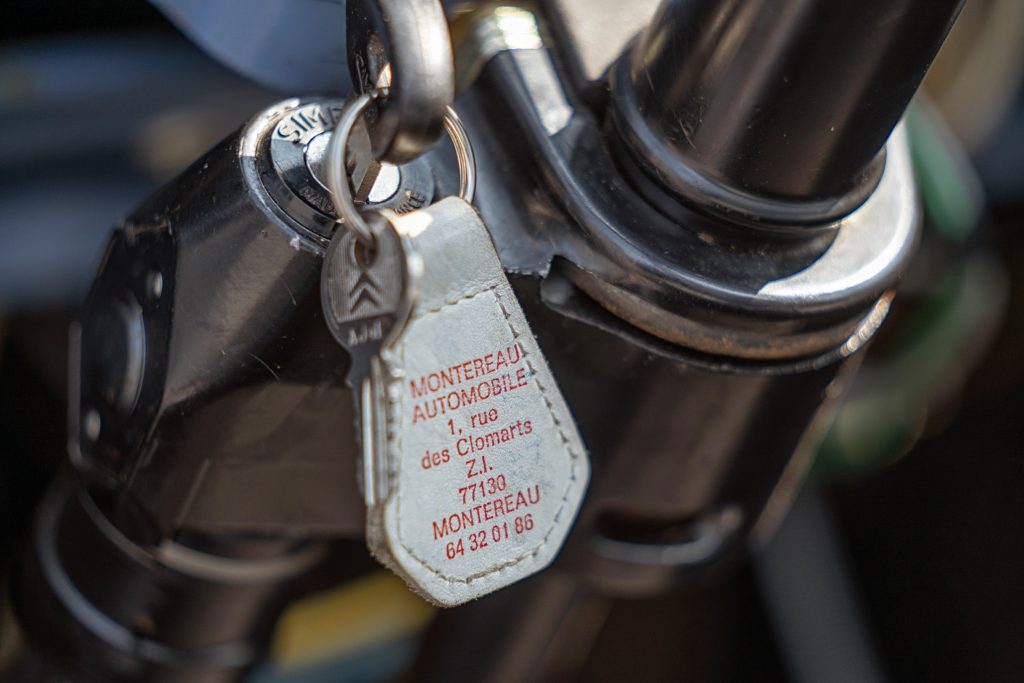 MONTEREAU
AUTOMOBILE
1, rue
des Clomarts
Z.I.
77130
MONTEREAU
64 32 01 86